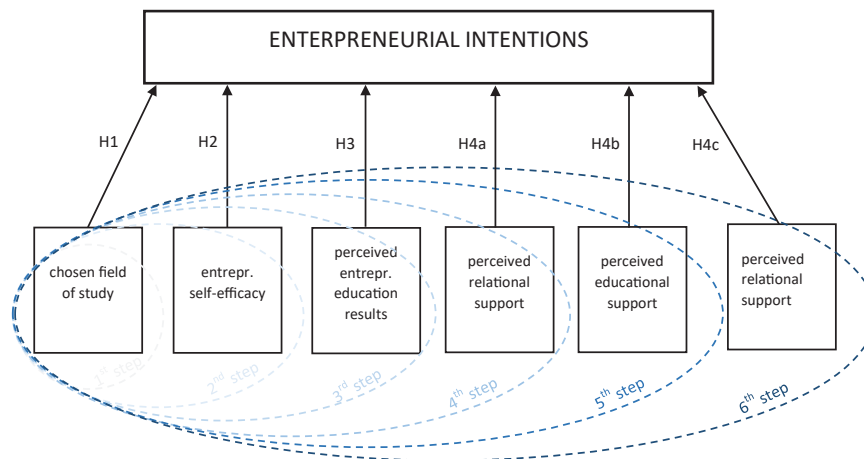 ENTERPRENEURIAL INTENTIONS
H1
H2
H3
H4a
H4b
H4c
chosen field
of study
entrepr.
self-efficacy
perceived
entrepr.
education
results
perceived
relational
support
perceived
educational
support
perceived
relational
support
1st step
2nd step
3rd step
4th step
5th step
6th step